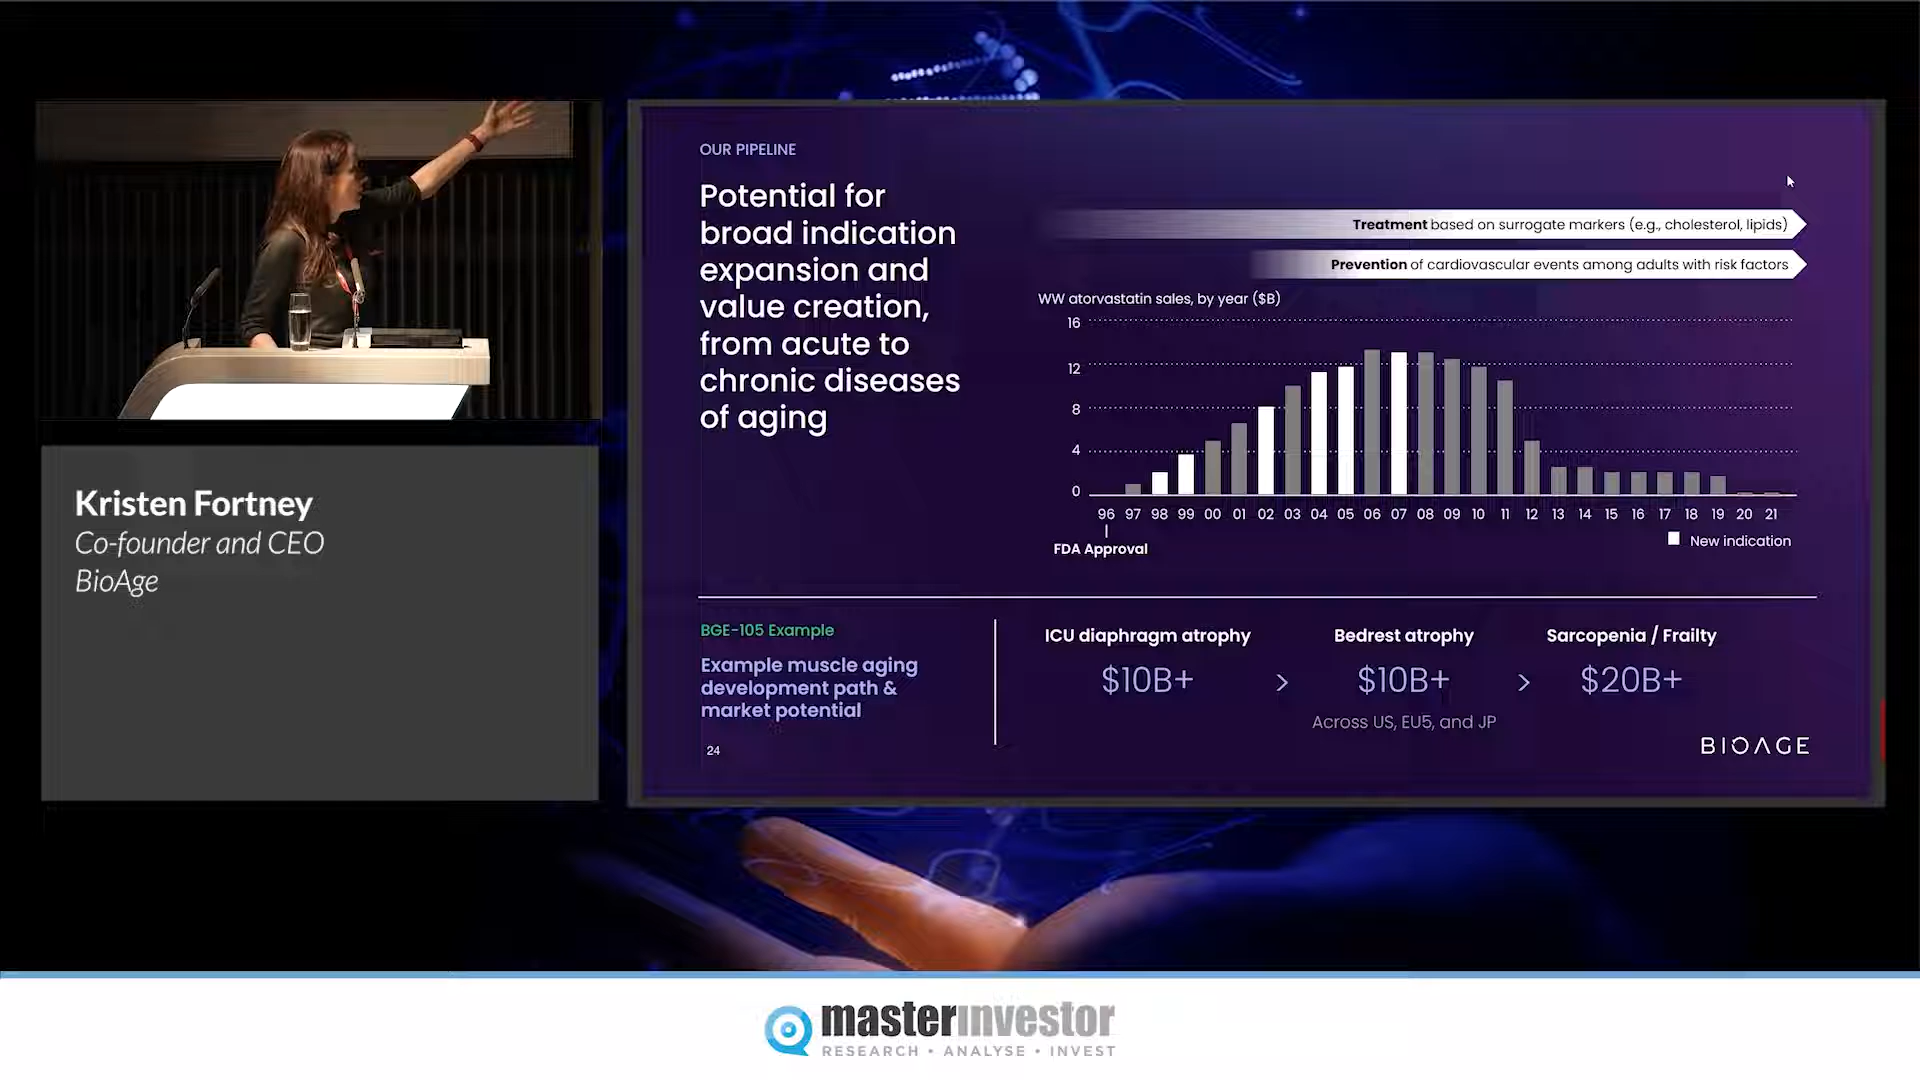 OUR PIPELINE
Potential for
broad indication
expansion and
value creation,
from acute to
chronic diseases
of aging
Treatment based on surrogate markers (e.g., cholesterol, lipids)
Prevention of cardiovascular events among adults with risk factors
WW atorvastatin sales, by year ($B)
16
12
8
4
0
96 97 98 99 00 01 02 03 04 05 06 07 08 09 10 11 12 13 14 15 16 17 18 19 20 21
FDA Approval
New indication
Kristen Fortney
Co-founder and CEO
BioAge
BGE-105 Example
Example muscle aging
development path &
market potential
24
ICU diaphragm atrophy
$10B+
>
Bedrest atrophy
$10B+
>
Sarcopenia / Frailty
$20B+
Across US, EU5, and JP
BIOAGE
masterinvestor
RESEARCH • ANALYSE • INVEST